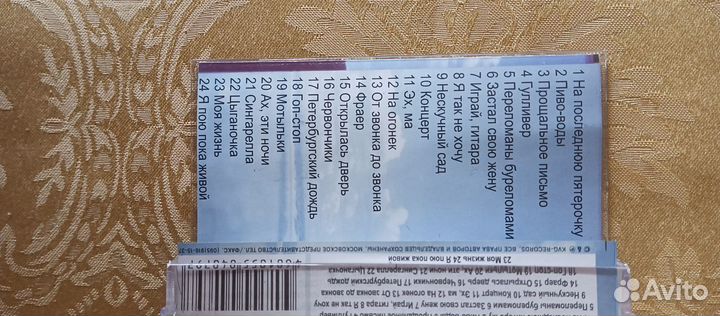 1 На последнюю пятерочку
2 Пиво-воды
3 Прощальное письмо
4 Гулливер
5 Переломаны буреломами
6 Застал свою жену
7 Играй, гитара
8 Я так не хочу
9 Нескучный сад
10 Концерт
11 Эх, ма
12 На огонек
13 От звонка до звонка
14 Фраер
15 Открылась дверь
16 Червончики
17 Петербургский дождь
18 Гоп-стоп
19 Мотыльки
20 Ах, эти ночи
21 Сингарелла
22 Цыганочка
23 Моя жизнь
24 Я пою пока живой
KVC-RECORDS, ВСЕ ПРАВА АВТОРОВ И ВЛАДЕЛЬЦЕВ СОХРАНЕНЫ. МОСКОВСКОЕ ПРЕДСТАВИТЕЛЬСТВО ТЕЛ / ФАКС.
5 Переломаны буреломами 6 Застал свою жену 7 Играй, гитара 8 Я так не хочу
9 Нескучный сад 10 Концерт 11 Эх, ма 12 На огонек 13 От звонка до звонка
14 Фраер 15 Открылась дверь 16 Червончики 17 Петербургский дождь
18 Гоп-стоп 19 Мотыльки 20 Ах, эти ночи 21 Сингарелла 22 Цыганочка
23 Моя жизнь 24 Я пою пока живой
Avito